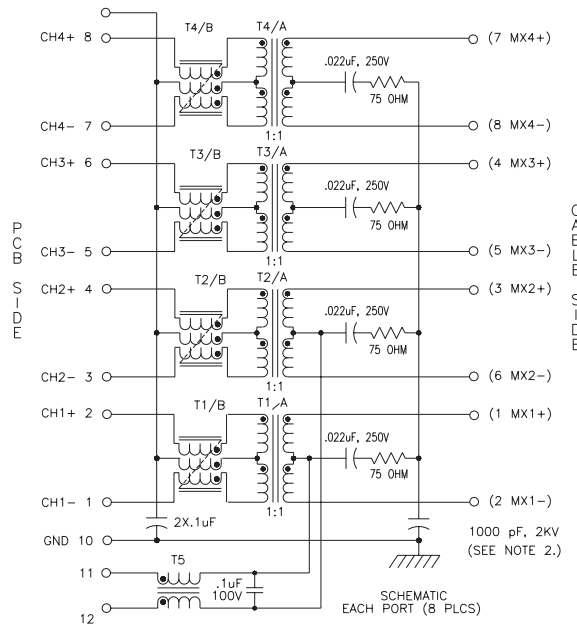 T4/B
T4/A
CH4+ 8
(7 MX4+)
.022uF, 250V
75 OHM
CH4- 7
(8 MX4-)
1:1
T3/B
T3/A
CH3+ 6
(4 MX3+)
.022uF, 250V
75 OHM
CH3- 5
(5 MX3-)
1:1
PCB SIDE
CABLE SIDE
T2/B
T2/A
CH2+ 4
(3 MX2+)
.022uF, 250V
75 OHM
CH2- 3
(6 MX2-)
1:1
T1/B
T1/A
CH1+ 2
(1 MX1+)
.022uF, 250V
75 OHM
CH1- 1
(2 MX1-)
1:1
2X.1uF
GND 10
1000 pF, 2KV
(SEE NOTE 2.)
T5
11
.1uF
100V
12
SCHEMATIC
EACH PORT (8 PLCS)